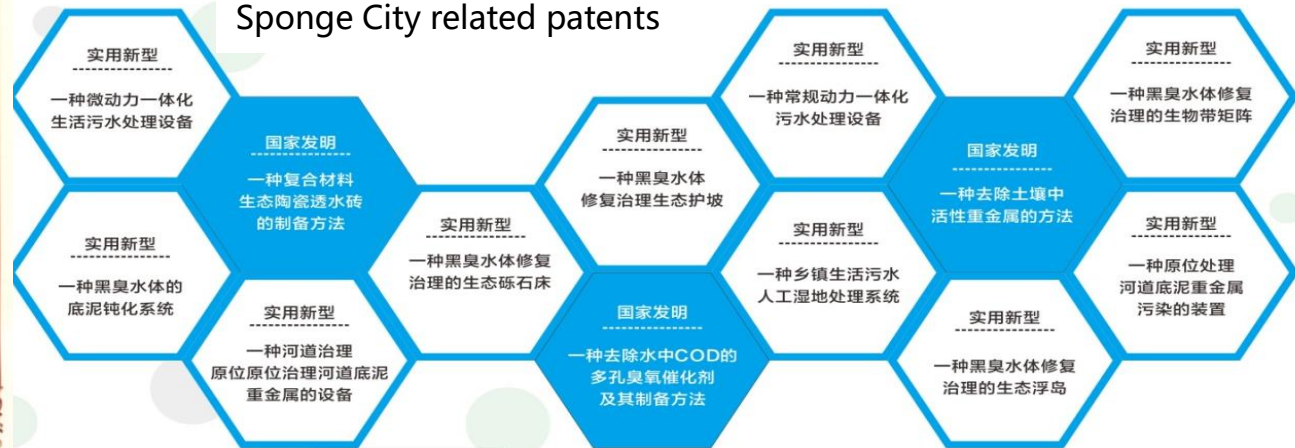 Sponge City related patents
实用新型
一种微动力一体化
生活污水处理设备
国家发明
一种复合材料
生态陶瓷透水砖
的制备方法
实用新型
一种黑臭水体的
底泥钝化系统
实用新型
一种河道治理
原位原位治理河道底泥
重金属的设备
实用新型
一种黑臭水体修复
治理的生态砾石床
实用新型
一种黑臭水体
修复治理生态护坡
国家发明
一种去除水中COD的
多孔臭氧催化剂
及其制备方法
实用新型
一种常规动力一体化
污水处理设备
实用新型
一种乡镇生活污水
人工湿地处理系统
国家发明
一种去除土壤中
活性重金属的方法
实用新型
一种黑臭水体修复
治理的生态浮岛
实用新型
一种黑臭水体修复
治理的生物带矩阵
实用新型
一种原位处理
河道底泥重金属
污染的装置